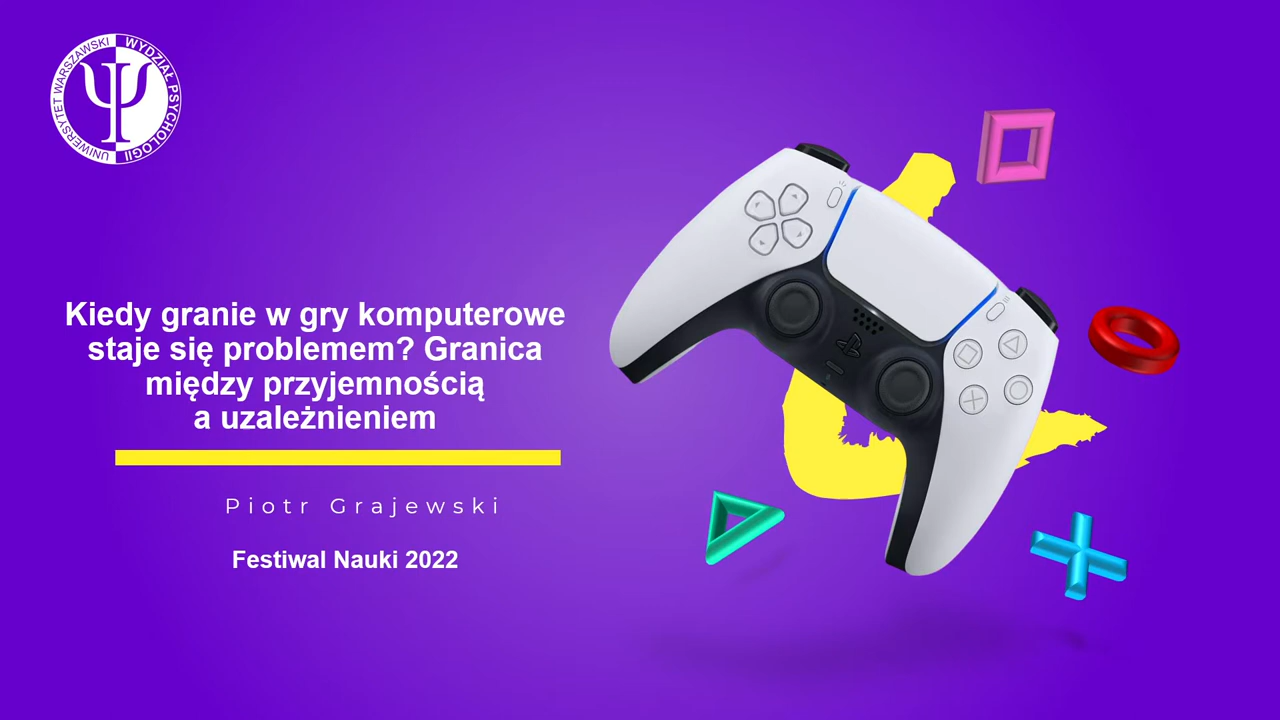 UNIWERSYTET WARSZAWSKI WYDZIAŁ PSYCHOLOGII
Kiedy granie w gry komputerowe
staje się problemem? Granica
między przyjemnością
a uzależnieniem
Piotr Grajewski
Festiwal Nauki 2022